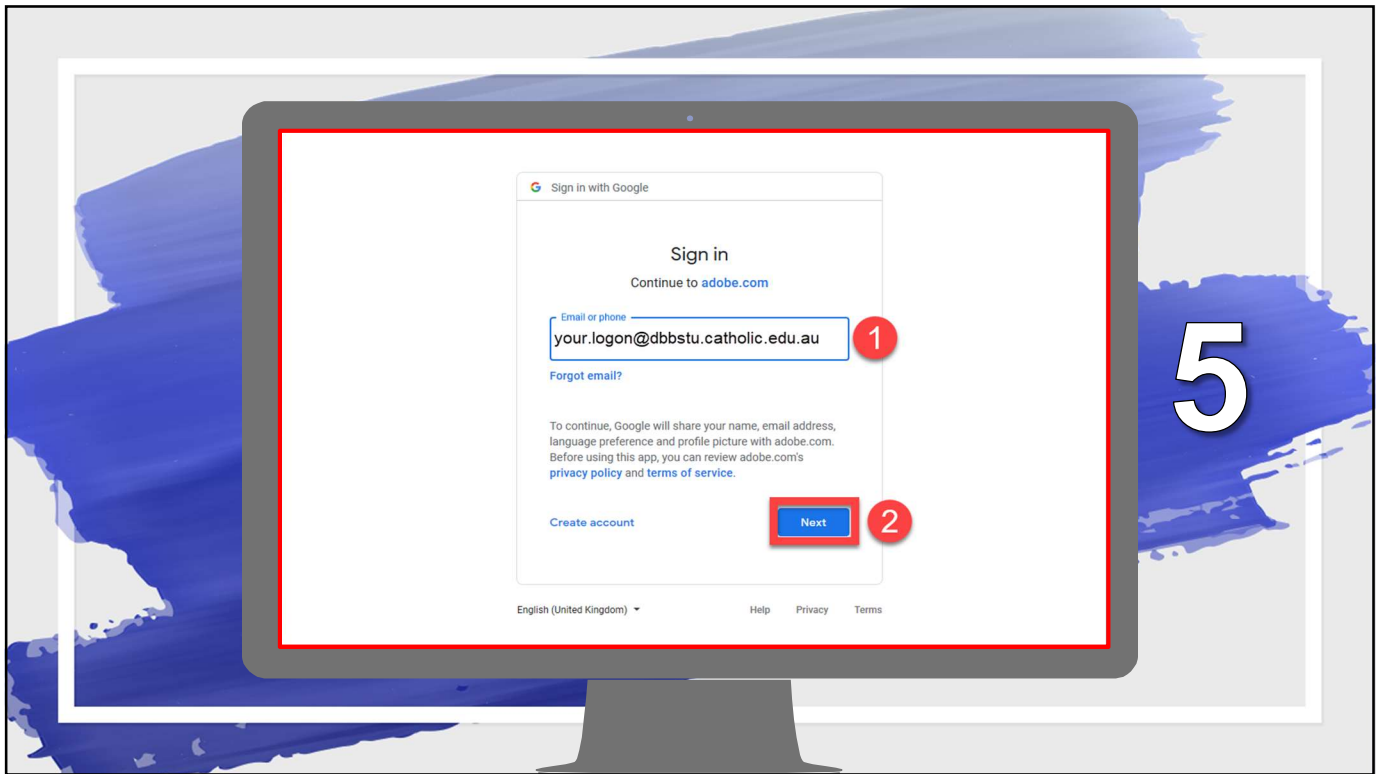 Sign in with Google
Sign in
Continue to adobe.com
Email or phone
your.logon@dbbstu.catholic.edu.au
1
Forgot email?
5
To continue, Google will share your name, email address,
language preference and profile picture with adobe.com.
Before using this app, you can review adobe.com's
privacy policy and terms of service.
Create account
Next
2
English (United Kingdom)
Help Privacy Terms